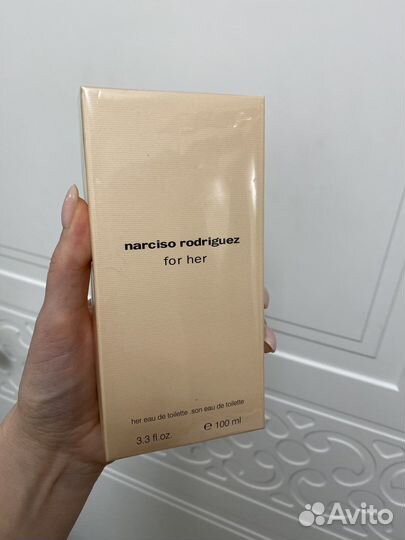 narciso rodriguez
for her
her eau de toilette .son eau de toilette
3.3 fl.oz. ℮ 100 ml
Avito